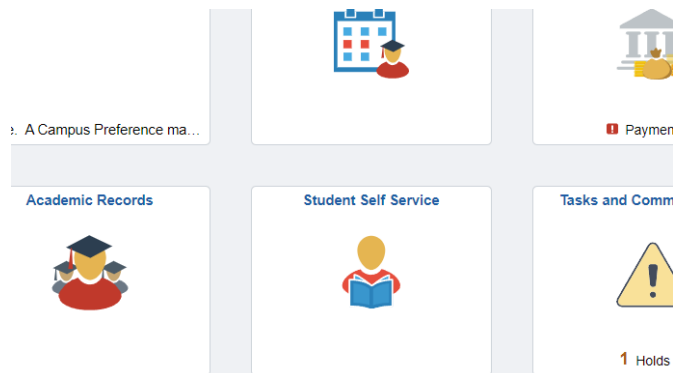 e. A Campus Preference ma...
Paymen
Academic Records
Student Self Service
Tasks and Comm
1 Holds